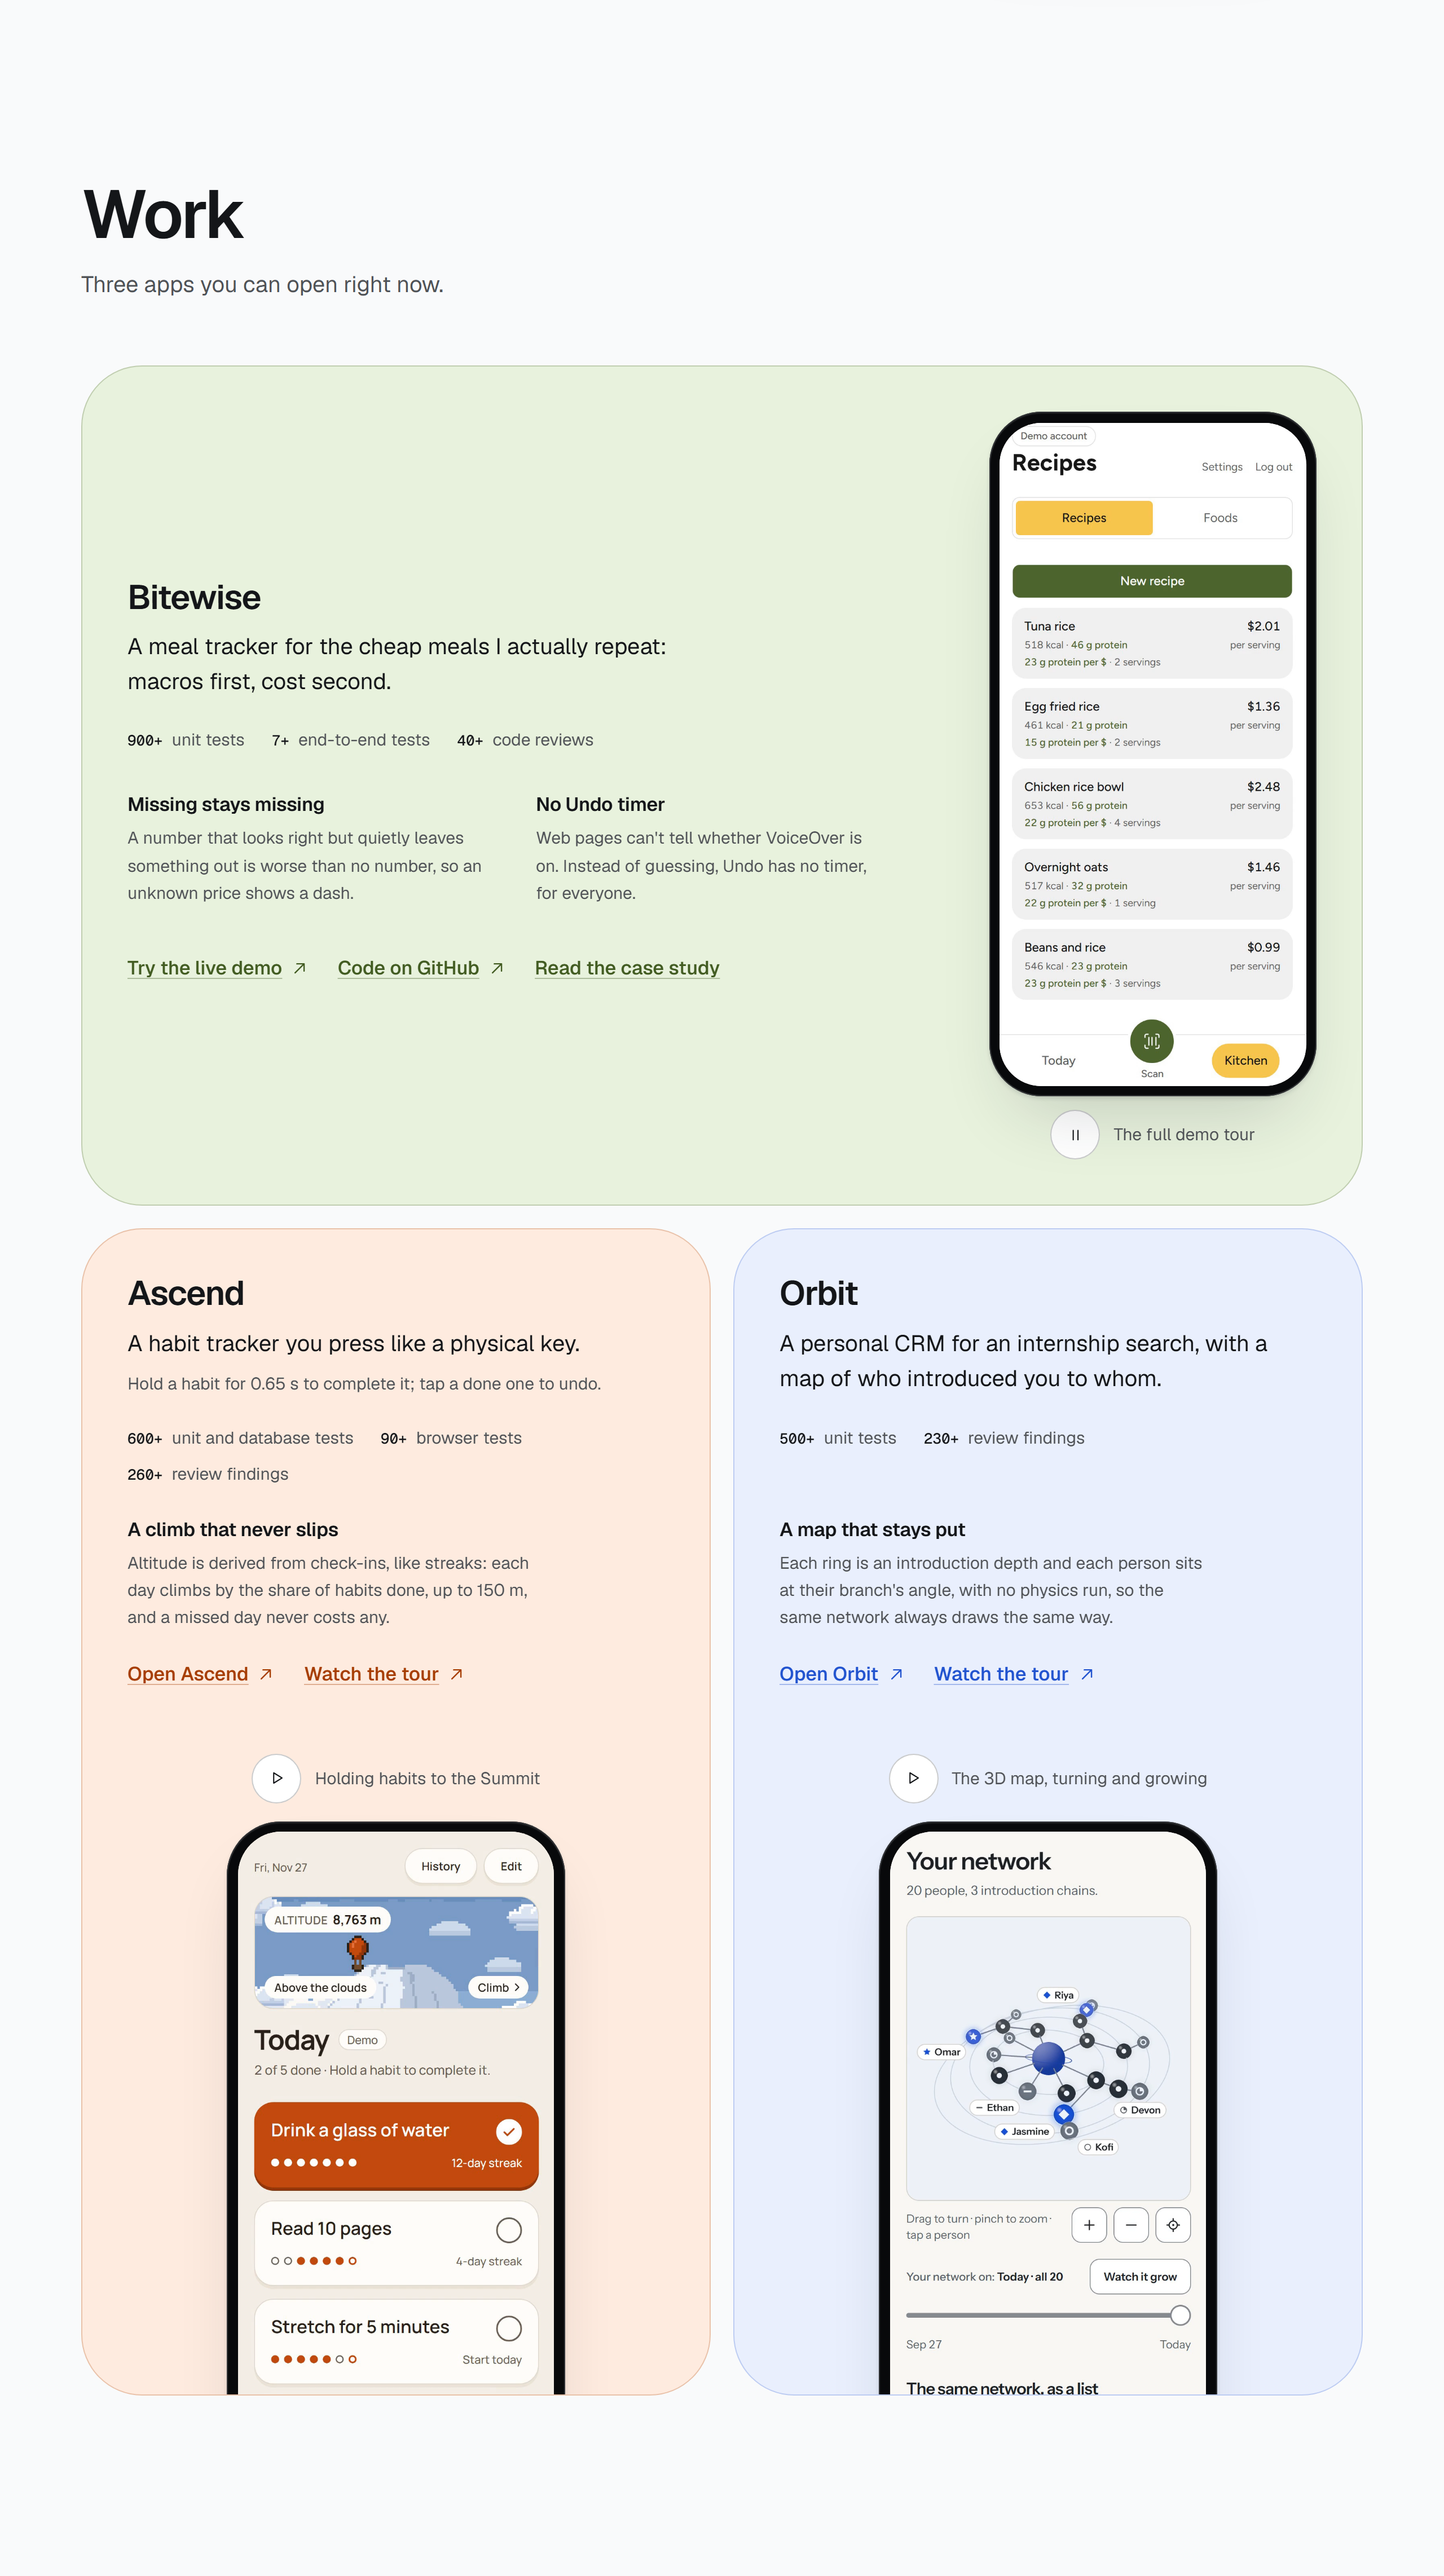 Work
Three apps you can open right now.
Bitewise
A meal tracker for the cheap meals I actually repeat:
macros first, cost second.
900+ unit tests 7+ end-to-end tests 40+ code reviews
Missing stays missing
A number that looks right but quietly leaves
something out is worse than no number, so an
unknown price shows a dash.
No Undo timer
Web pages can't tell whether VoiceOver is
on. Instead of guessing, Undo has no timer,
for everyone.
Try the live demo Code on GitHub Read the case study
Demo account
Recipes Settings Log out
Recipes Foods
New recipe
Tuna rice $2.01
518 kcal · 46 g protein per serving
23 g protein per $ · 2 servings
Egg fried rice $1.36
461 kcal · 21 g protein per serving
15 g protein per $ · 2 servings
Chicken rice bowl $2.48
653 kcal · 56 g protein per serving
22 g protein per $ · 4 servings
Overnight oats $1.46
517 kcal · 32 g protein per serving
22 g protein per $ · 1 serving
Beans and rice $0.99
546 kcal · 23 g protein per serving
23 g protein per $ · 3 servings
Today Scan Kitchen
The full demo tour
Ascend
A habit tracker you press like a physical key.
Hold a habit for 0.65 s to complete it; tap a done one to undo.
600+ unit and database tests 90+ browser tests
260+ review findings
A climb that never slips
Altitude is derived from check-ins, like streaks: each
day climbs by the share of habits done, up to 150 m,
and a missed day never costs any.
Open Ascend Watch the tour
Holding habits to the Summit
Fri, Nov 27 History Edit
ALTITUDE 8,763 m
Above the clouds Climb
Today Demo
2 of 5 done · Hold a habit to complete it.
Drink a glass of water
12-day streak
Read 10 pages
4-day streak
Stretch for 5 minutes
Start today
Orbit
A personal CRM for an internship search, with a
map of who introduced you to whom.
500+ unit tests 230+ review findings
A map that stays put
Each ring is an introduction depth and each person sits
at their branch's angle, with no physics run, so the
same network always draws the same way.
Open Orbit Watch the tour
The 3D map, turning and growing
Your network
20 people, 3 introduction chains.
Riya
Omar
Ethan
Devon
Jasmine
Kofi
Drag to turn · pinch to zoom ·
tap a person
Your network on: Today · all 20 Watch it grow
Sep 27 Today
The same network, as a list